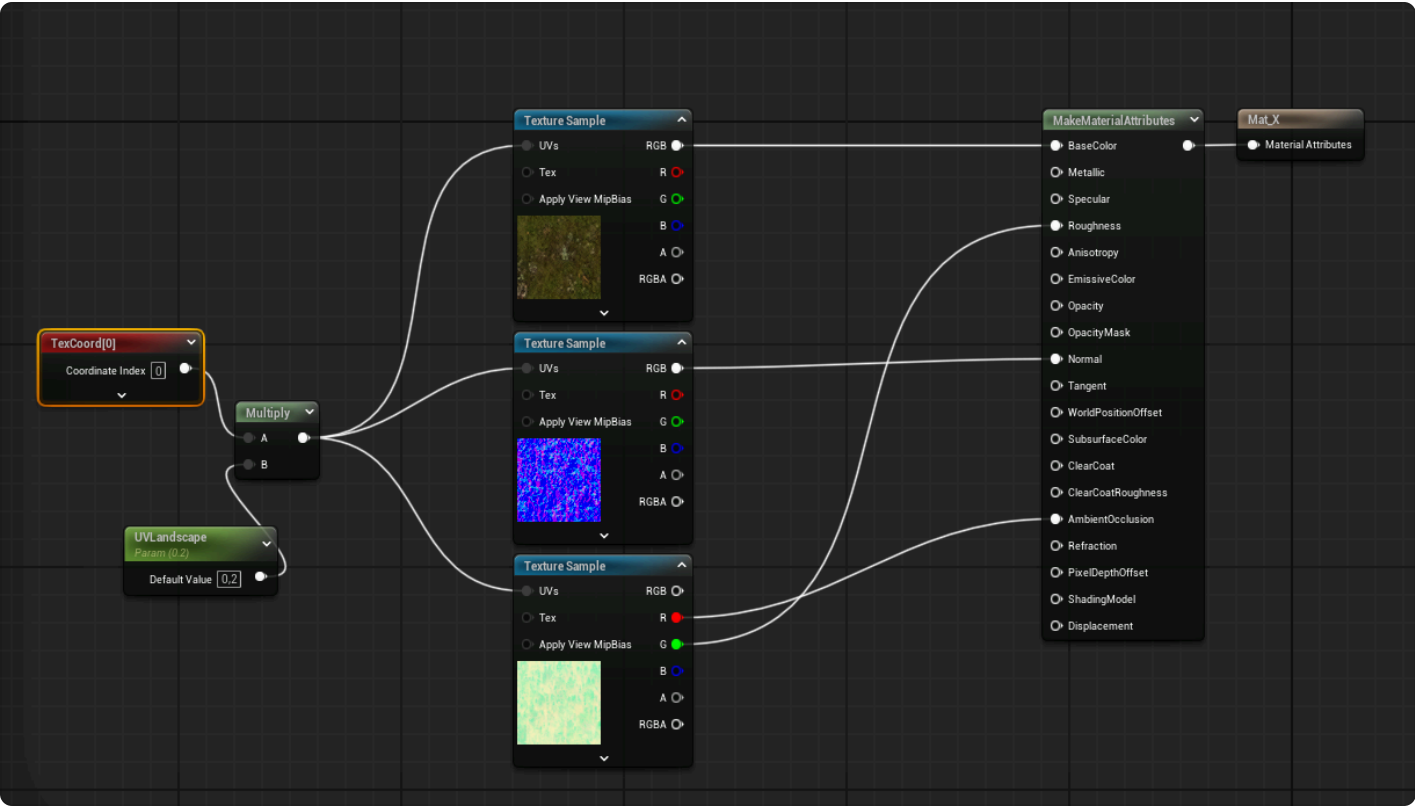 TexCoord[0]
Coordinate Index 0
Multiply
A
B
UVLandscape
Param (0.2)
Default Value 0,2
Texture Sample
UVs RGB
Tex R
Apply View MipBias G
B
A
RGBA
Texture Sample
UVs RGB
Tex R
Apply View MipBias G
B
A
RGBA
Texture Sample
UVs RGB
Tex R
Apply View MipBias G
B
A
RGBA
MakeMaterialAttributes
BaseColor
Metallic
Specular
Roughness
Anisotropy
EmissiveColor
Opacity
OpacityMask
Normal
Tangent
WorldPositionOffset
SubsurfaceColor
ClearCoat
ClearCoatRoughness
AmbientOcclusion
Refraction
PixelDepthOffset
ShadingModel
Displacement
Mat_X
Material Attributes